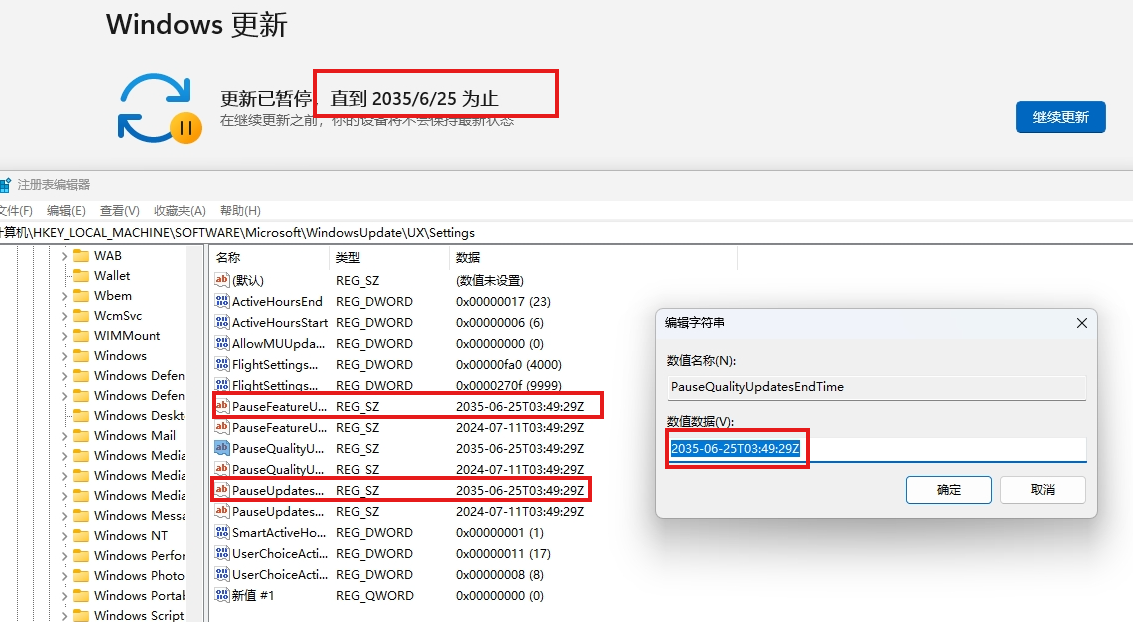 Windows 更新
更新已暂停 直到 2035/6/25 为止
在继续更新之前，你的设备将不会保持最新状态
继续更新
注册表编辑器
文件(F) 编辑(E) 查看(V) 收藏夹(A) 帮助(H)
计算机\HKEY_LOCAL_MACHINE\SOFTWARE\Microsoft\WindowsUpdate\UX\Settings
WAB
Wallet
Wbem
WcmSvc
WIMMount
Windows
Windows Defen
Windows Defen
Windows Deskt
Windows Mail
Windows Media
Windows Media
Windows Media
Windows Messa
Windows NT
Windows Perfor
Windows Photo
Windows Portab
Windows Script
名称 类型 数据
(默认) REG_SZ (数值未设置)
ActiveHoursEnd REG_DWORD 0x00000017 (23)
ActiveHoursStart REG_DWORD 0x00000006 (6)
AllowMUUpda... REG_DWORD 0x00000000 (0)
FlightSettings... REG_DWORD 0x00000fa0 (4000)
FlightSettings... REG_DWORD 0x0000270f (9999)
PauseFeatureU... REG_SZ 2035-06-25T03:49:29Z
PauseFeatureU... REG_SZ 2024-07-11T03:49:29Z
PauseQualityU... REG_SZ 2035-06-25T03:49:29Z
PauseQualityU... REG_SZ 2024-07-11T03:49:29Z
PauseUpdates... REG_SZ 2035-06-25T03:49:29Z
PauseUpdates... REG_SZ 2024-07-11T03:49:29Z
SmartActiveHo... REG_DWORD 0x00000001 (1)
UserChoiceActi... REG_DWORD 0x00000011 (17)
UserChoiceActi... REG_DWORD 0x00000008 (8)
新值 #1 REG_QWORD 0x00000000 (0)
编辑字符串
数值名称(N):
PauseQualityUpdatesEndTime
数值数据(V):
2035-06-25T03:49:29Z
确定 取消